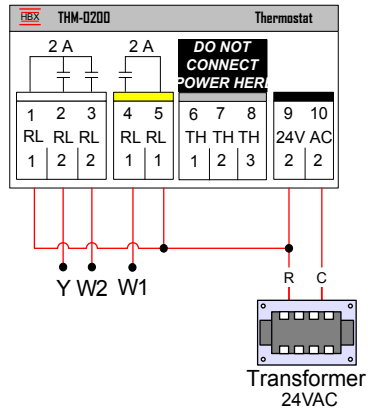 HBX THM-0200 Thermostat
2 A 2 A DO NOT
CONNECT
POWER HERE
1 2 3 4 5 6 7 8 9 10
RL RL RL RL RL TH TH TH 24V AC
1 2 2 1 1 1 2 3 2 2
Y W2 W1
R C
Transformer
24VAC